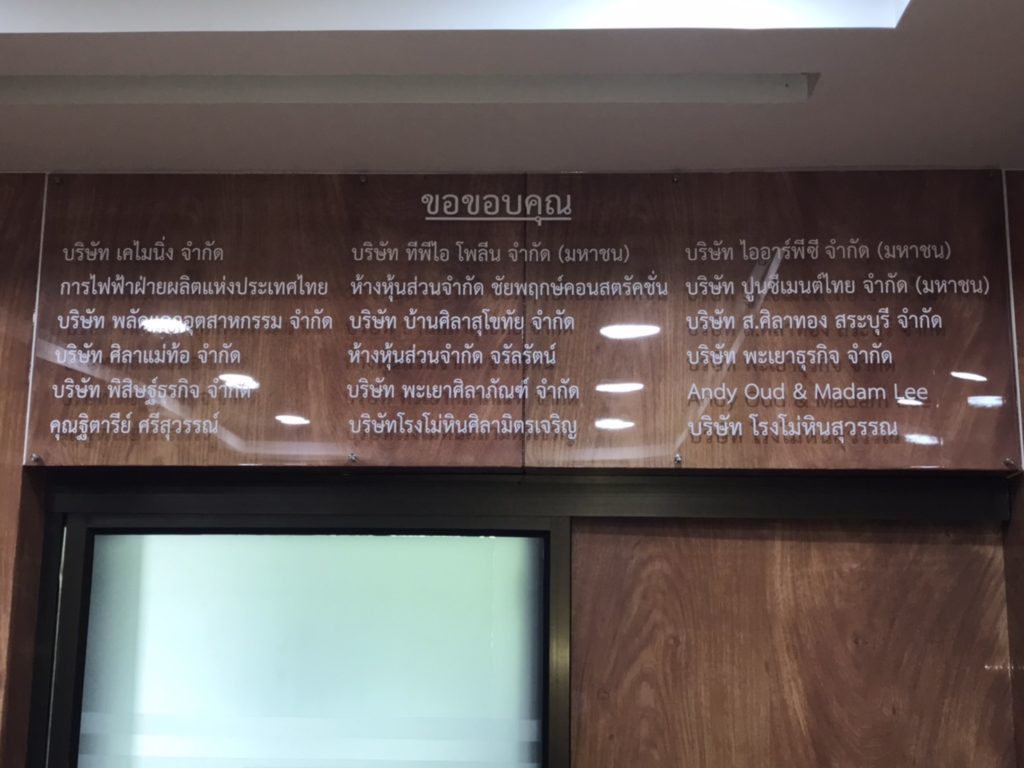 ขอขอบคุณ
บริษัท เคไมนิ่ง จำกัด
การไฟฟ้าฝ่ายผลิตแห่งประเทศไทย
บริษัท จำกัด
บริษัท ศิลาแม่ท้อ จำกัด
บริษัท พิสิษฐ์ธุรกิจ จำกัด
คุณฐิตารีย์ ศรีสุวรรณ์
บริษัท ทีพีไอ โพลีน จำกัด (มหาชน)
ห้างหุ้นส่วนจำกัด ชัยพฤกษ์คอนสตรัคชั่น
บริษัท บ้านศิลาสุโขทัย จำกัด
ห้างหุ้นส่วนจำกัด จรัลรัตน์
บริษัท พะเยาศิลาภัณฑ์ จำกัด
บริษัทโรงโม่หินศิลามิตรเจริญ
บริษัท ไออาร์พีซี จำกัด (มหาชน)
บริษัท ปูนซีเมนต์ไทย จำกัด (มหาชน)
บริษัท ส.ศิลาทอง สระบุรี จำกัด
บริษัท พะเยาธุรกิจ จำกัด
Andy Oud & Madam Lee
บริษัท โรงโม่หินสุวรรณ